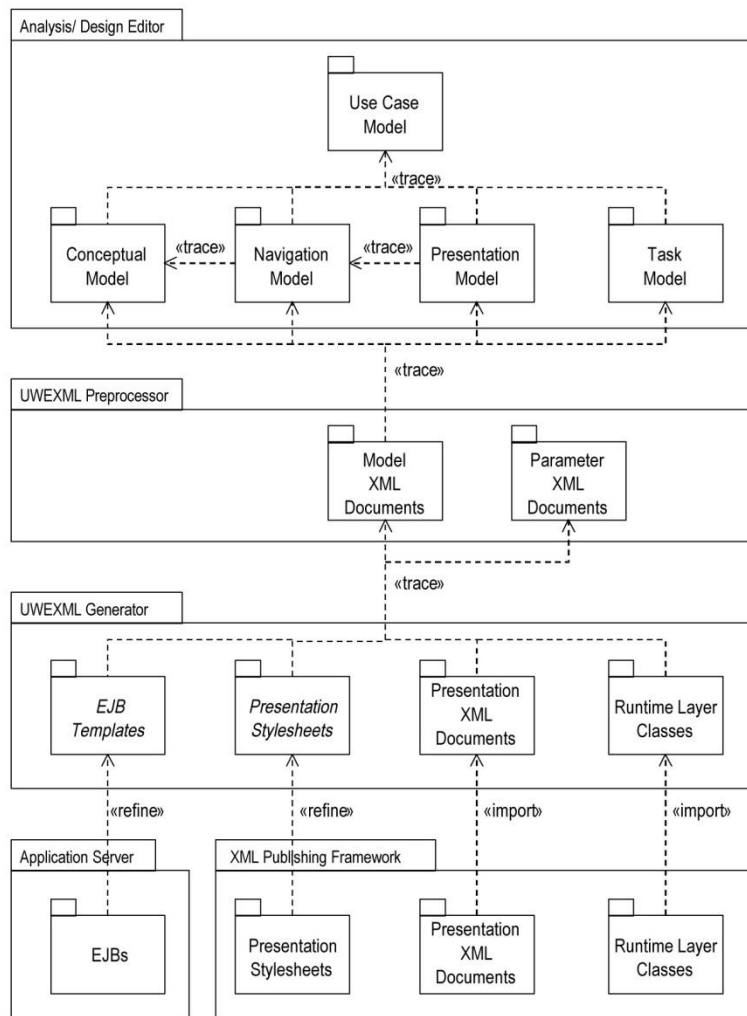 Analysis/ Design Editor
Use Case
Model
«trace»
Conceptual
Model
«trace»
Navigation
Model
«trace»
Presentation
Model
Task
Model
«trace»
UWEXML Preprocessor
Model
XML
Documents
Parameter
XML
Documents
«trace»
UWEXML Generator
EJB
Templates
Presentation
Stylesheets
Presentation
XML
Documents
Runtime Layer
Classes
«refine»
«refine»
«import»
«import»
Application Server
XML Publishing Framework
EJBs
Presentation
Stylesheets
Presentation
XML
Documents
Runtime Layer
Classes